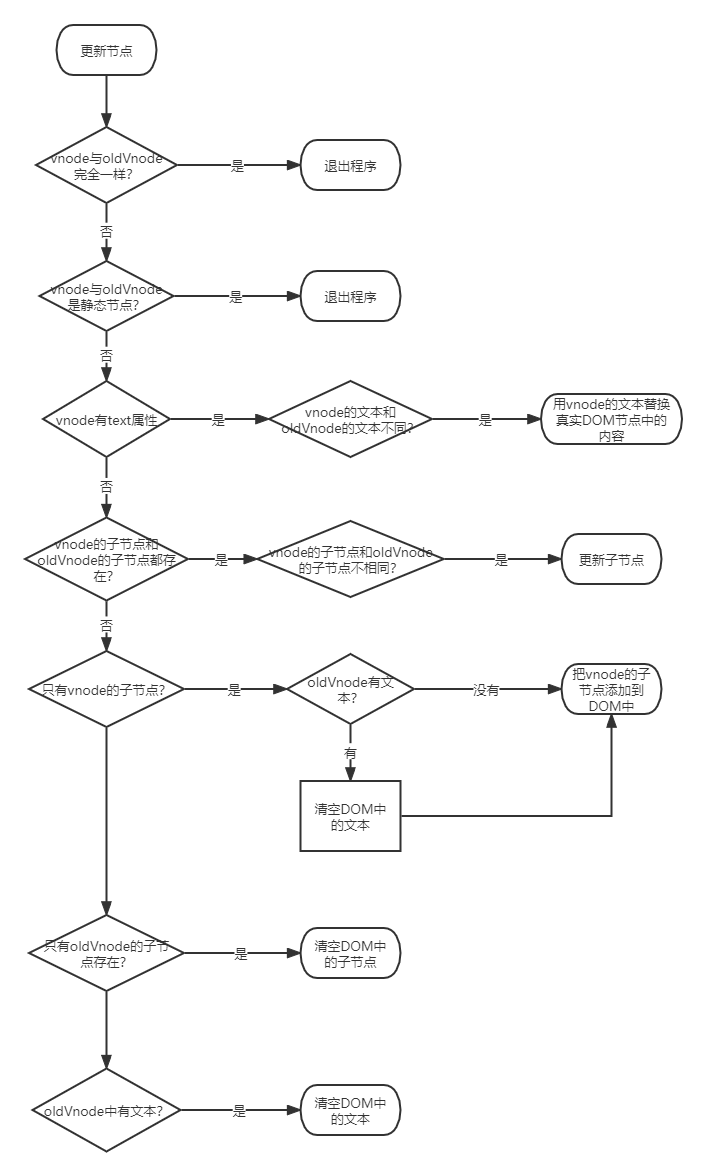 更新节点
vnode与oldVnode
完全一样?
是
退出程序
否
vnode与oldVnode
是静态节点?
是
退出程序
否
vnode有text属性
是
vnode的文本和
oldVnode的文本不同?
是
用vnode的文本替换
真实DOM节点中的
内容
否
vnode的子节点和
oldVnode的子节点都存
在?
是
vnode的子节点和oldVnode
的子节点不相同?
是
更新子节点
否
只有vnode的子节点?
是
oldVnode有文
本?
没有
把vnode的子
节点添加到
DOM中
有
清空DOM中
的文本
只有oldVnode的子节
点存在?
是
清空DOM中
的子节点
oldVnode中有文本?
是
清空DOM中
的文本